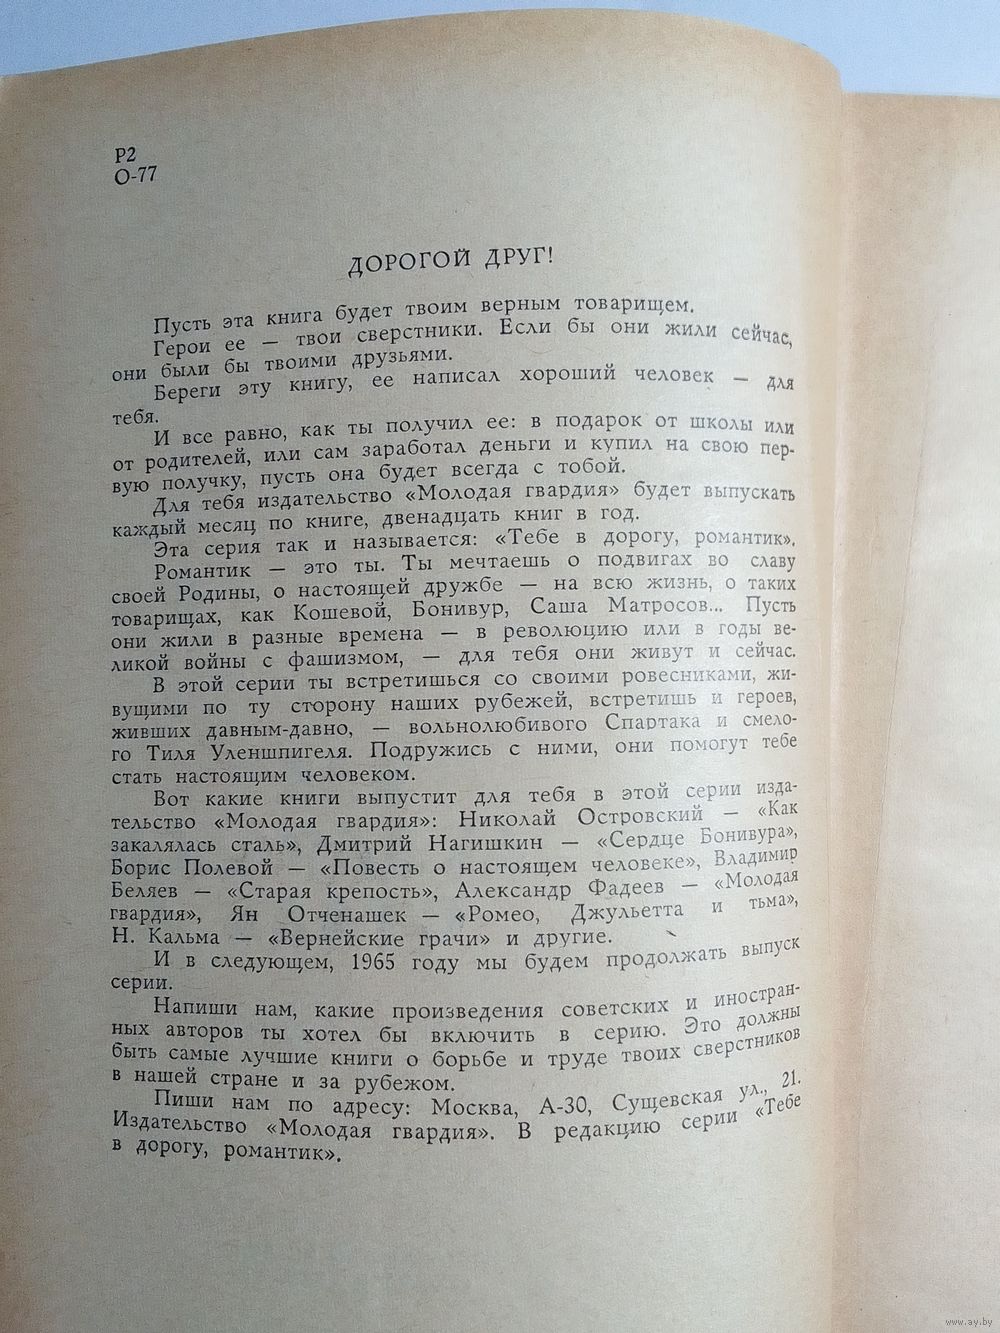 Р2
О-77
ДОРОГОЙ ДРУГ!
Пусть эта книга будет твоим верным товарищем.
Герои ее — твои сверстники. Если бы они жили сейчас,
они были бы твоими друзьями.
Береги эту книгу, ее написал хороший человек — для
тебя.
И все равно, как ты получил ее: в подарок от школы или
от родителей, или сам заработал деньги и купил на свою пер-
вую получку, пусть она будет всегда с тобой.
Для тебя издательство «Молодая гвардия» будет выпускать
каждый месяц по книге, двенадцать книг в год.
Эта серия так и называется: «Тебе в дорогу, романтик».
Романтик — это ты. Ты мечтаешь о подвигах во славу
своей Родины, о настоящей дружбе — на всю жизнь, о таких
товарищах, как Кошевой, Бонивур, Саша Матросов... Пусть
они жили в разные времена — в революцию или в годы ве-
ликой войны с фашизмом, — для тебя они живут и сейчас.
В этой серии ты встретишься со своими ровесниками, жи-
вущими по ту сторону наших рубежей, встретишь и героев,
живших давным-давно, — вольнолюбивого Спартака и смело-
го Тиля Уленшпигеля. Подружись с ними, они помогут тебе
стать настоящим человеком.
Вот какие книги выпустит для тебя в этой серии изда-
тельство «Молодая гвардия»: Николай Островский — «Как
закалялась сталь», Дмитрий Нагишкин — «Сердце Бонивура»,
Борис Полевой — «Повесть о настоящем человеке», Владимир
Беляев — «Старая крепость», Александр Фадеев — «Молодая
гвардия», Ян Отченашек — «Ромео, Джульетта и тьма»,
Н. Кальма — «Вернейские грачи» и другие.
И в следующем, 1965 году мы будем продолжать выпуск
серии.
Напиши нам, какие произведения советских и иностран-
ных авторов ты хотел бы включить в серию. Это должны
быть самые лучшие книги о борьбе и труде твоих сверстников
в нашей стране и за рубежом.
Пиши нам по адресу: Москва, А-30, Сущевская ул., 21.
Издательство «Молодая гвардия». В редакцию серии «Тебе
в дорогу, романтик».
www.ay.by